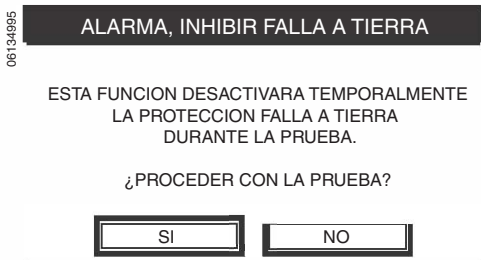 06134995
ALARMA, INHIBIR FALLA A TIERRA
ESTA FUNCION DESACTIVARA TEMPORALMENTE
LA PROTECCION FALLA A TIERRA
DURANTE LA PRUEBA.
¿PROCEDER CON LA PRUEBA?
SI
NO